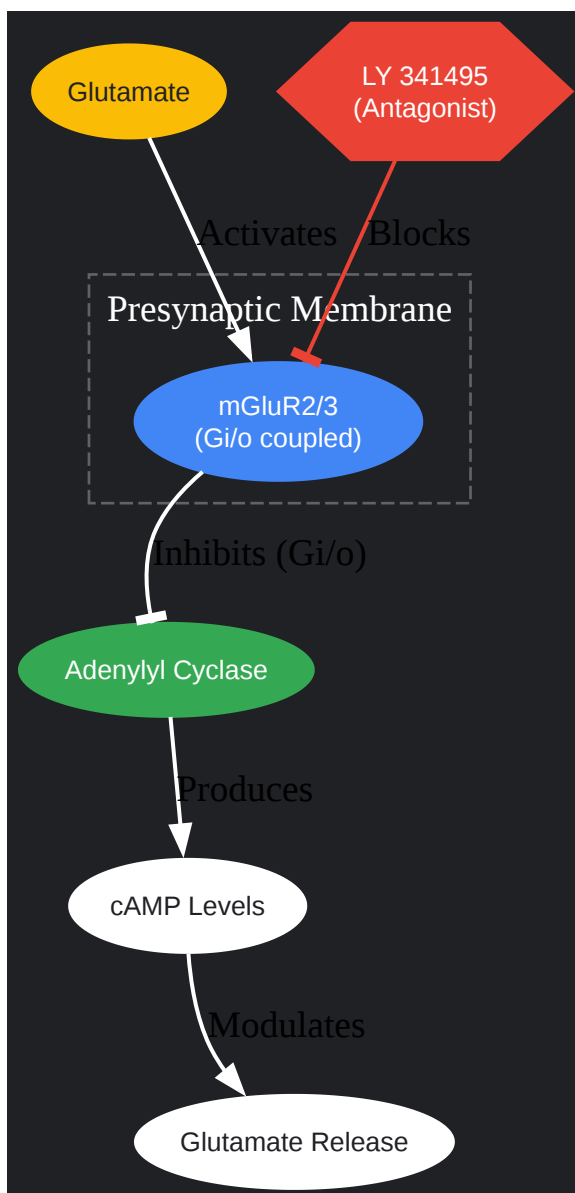 Glutamate
LY 341495
(Antagonist)
Activates
Blocks
Presynaptic Membrane
mGluR2/3
(Gi/o coupled)
Inhibits (Gi/o)
Adenylyl Cyclase
Produces
cAMP Levels
Modulates
Glutamate Release